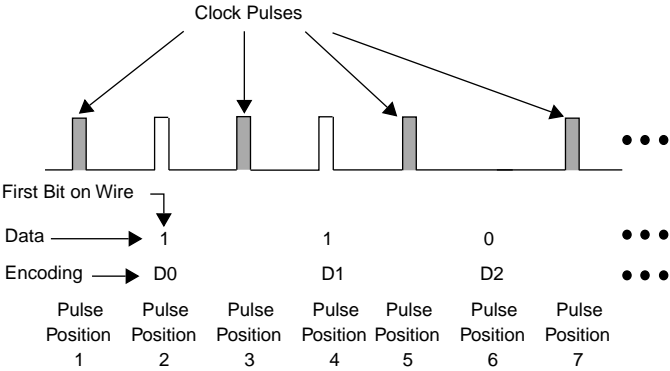 Clock Pulses
First Bit on Wire
Data 1 1 0
Encoding D0 D1 D2
Pulse Pulse Pulse Pulse Pulse Pulse Pulse
Position Position Position Position Position Position Position
1 2 3 4 5 6 7